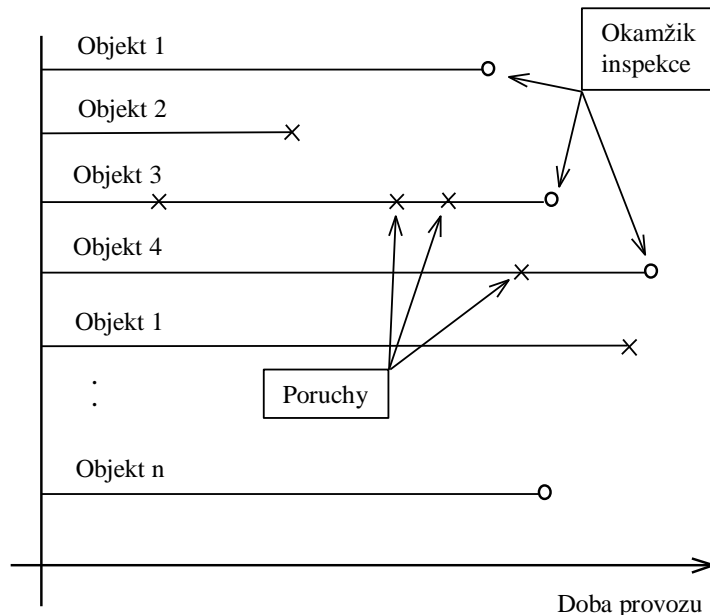 Objekt 1
Okamžik
inspekce
Objekt 2
Objekt 3
Objekt 4
Objekt 1
Poruchy
.
.
Objekt n
Doba provozu